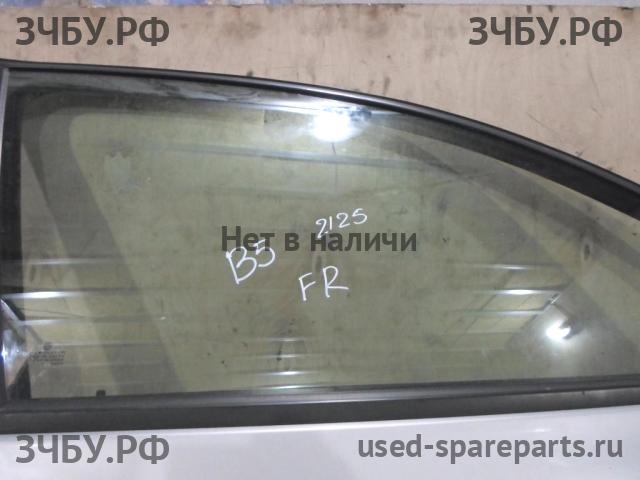 ЗЧБУ.РФ ЗЧБУ.РФ
2125
Нет в наличи
B5
FR
ЗЧБУ.РФ used-spareparts.ru